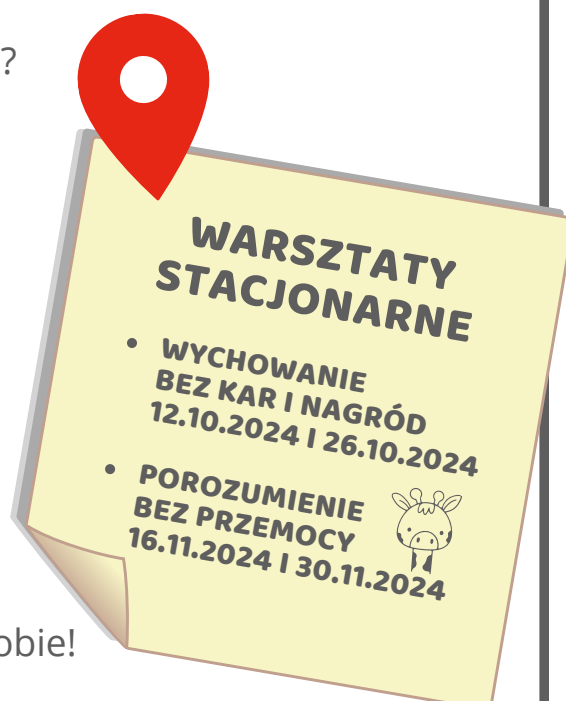 ?
WARSZTATY
STACJONARNE
• WYCHOWANIE
BEZ KAR I NAGRÓD
12.10.2024 I 26.10.2024
• POROZUMIENIE
BEZ PRZEMOCY
16.11.2024 I 30.11.2024
obie!